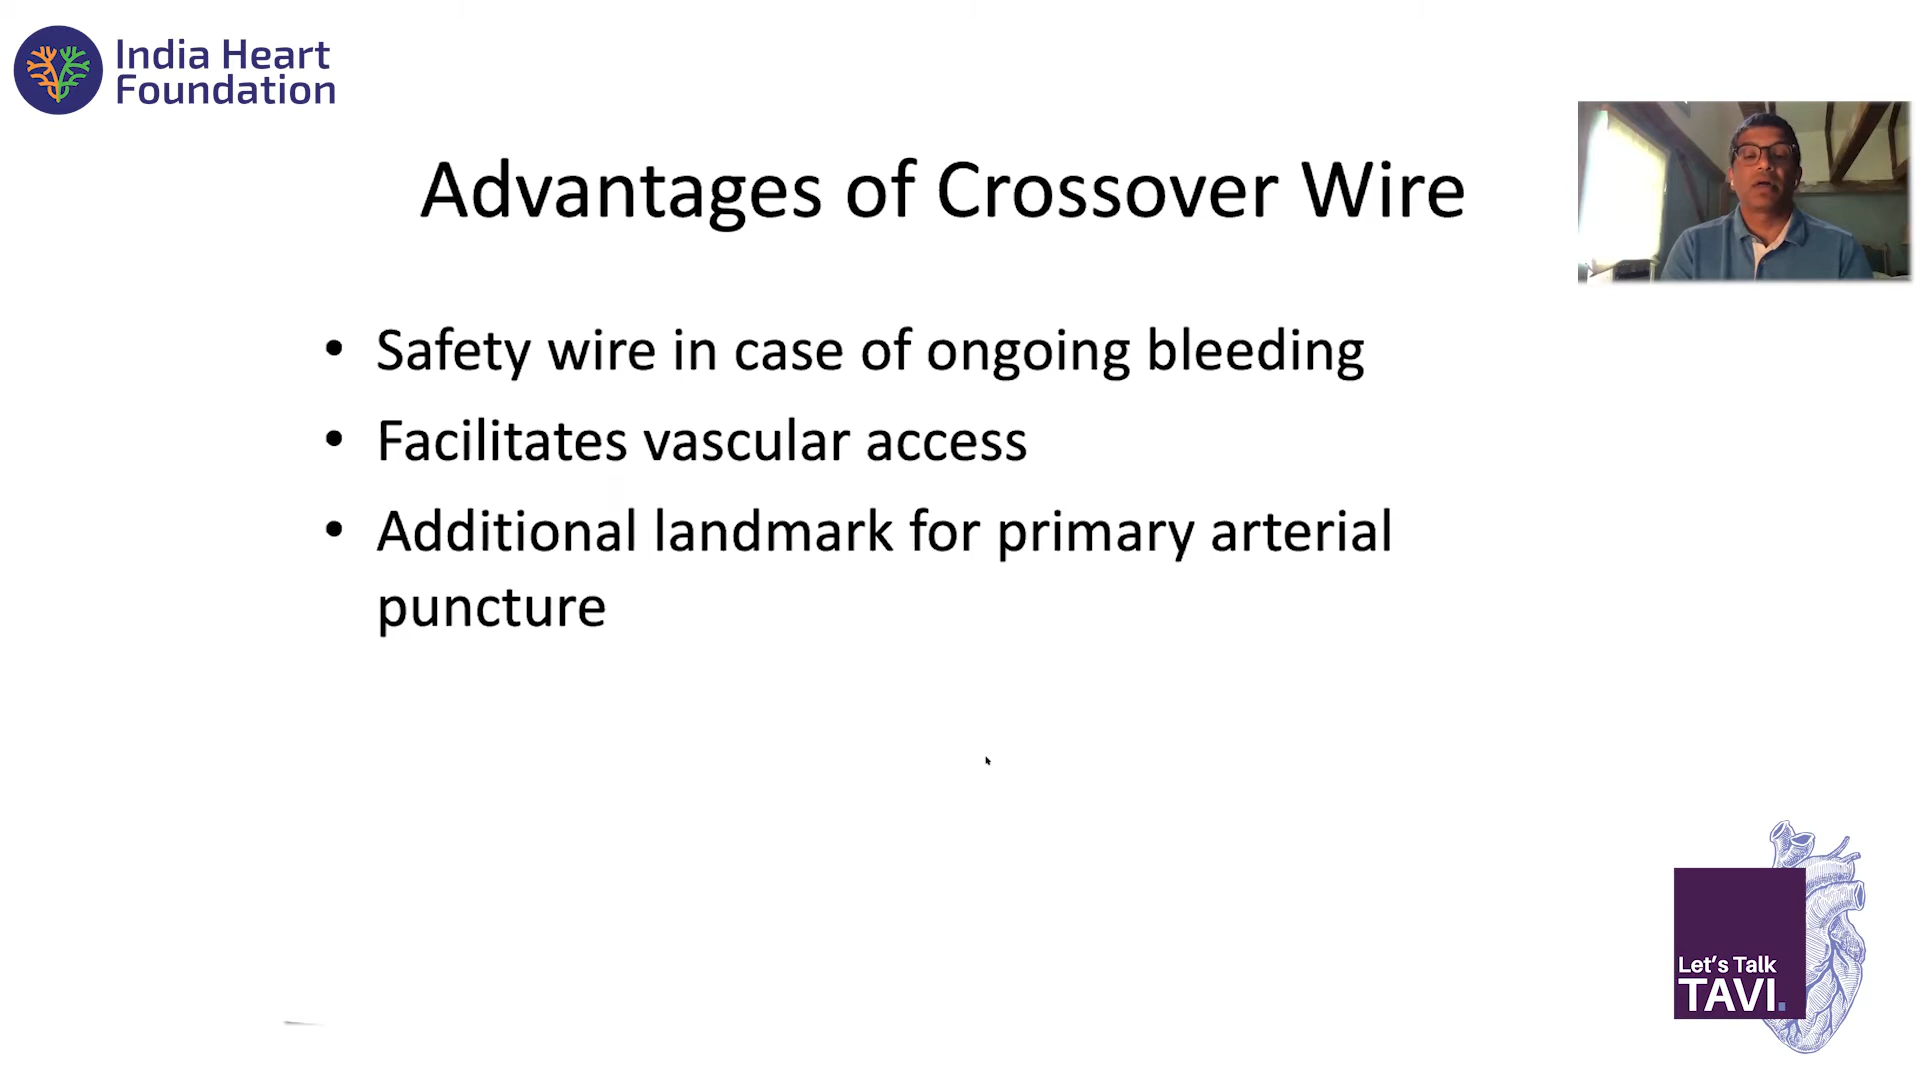 India Heart
Foundation
Advantages of Crossover Wire
• Safety wire in case of ongoing bleeding
• Facilitates vascular access
• Additional landmark for primary arterial
puncture
Let's Talk
TAVI.